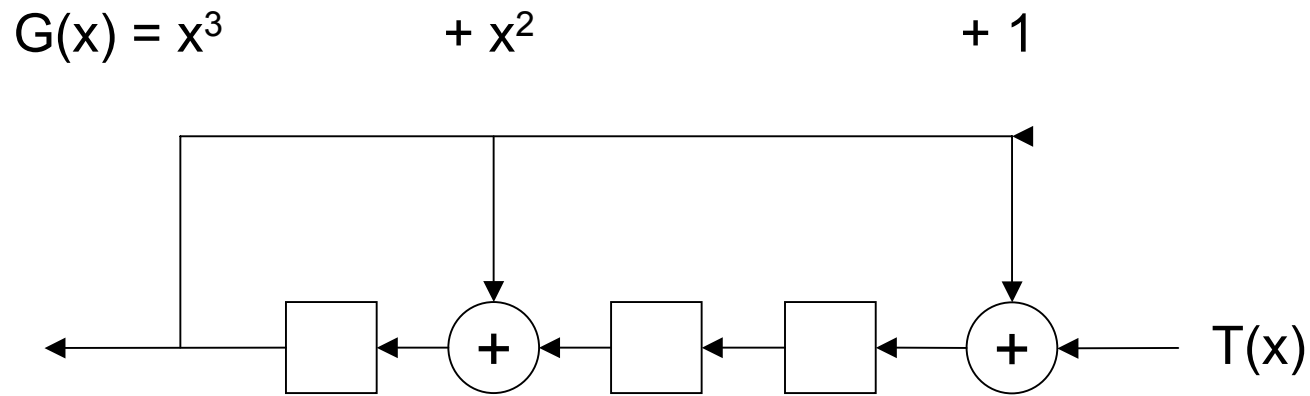 G(x) = x³ + x² + 1
+ +
T(x)